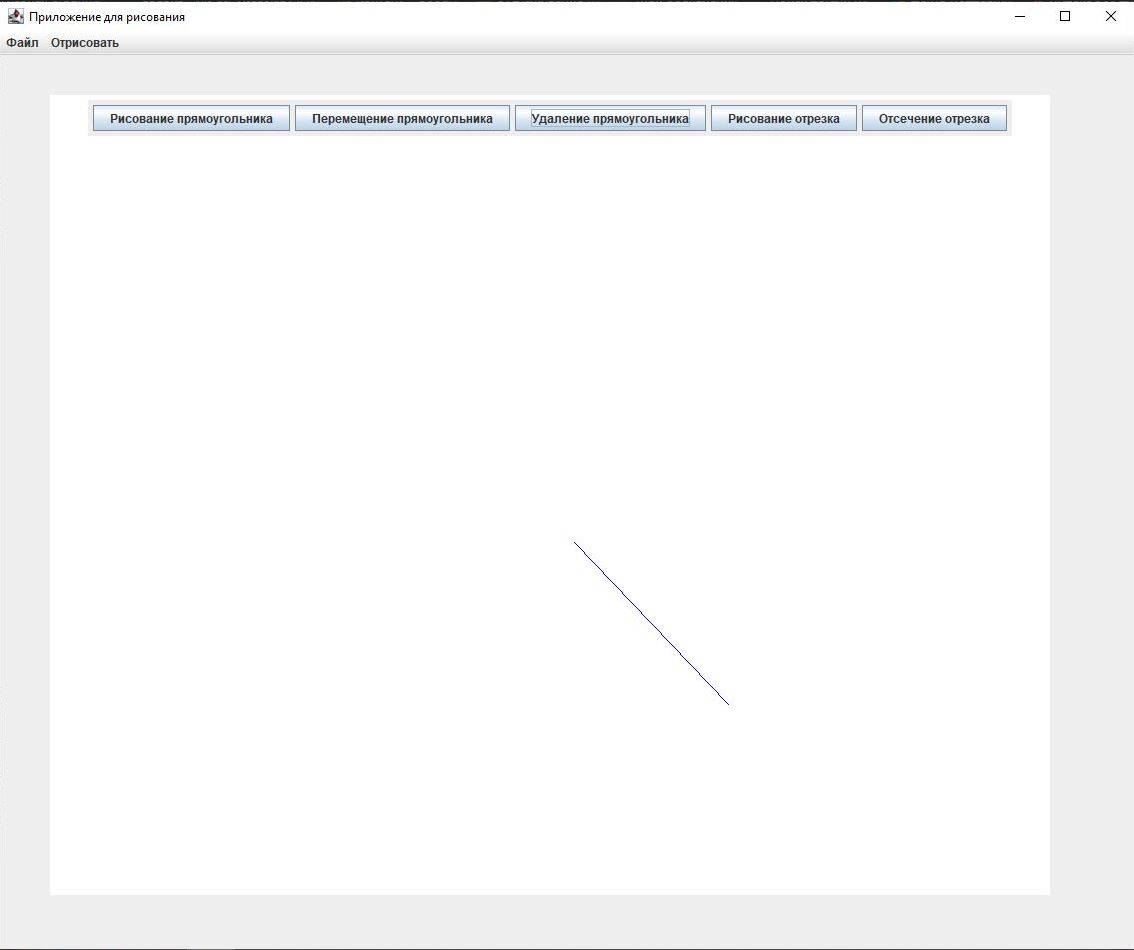 Приложение для рисования
Файл Отрисовать
Рисование прямоугольника Перемещение прямоугольника Удаление прямоугольника Рисование отрезка Отсечение отрезка